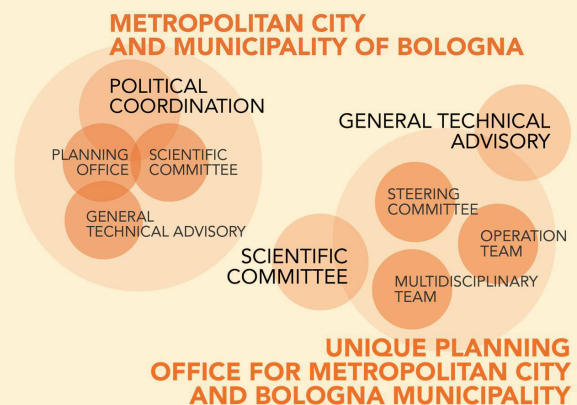 METROPOLITAN CITY
AND MUNICIPALITY OF BOLOGNA
POLITICAL
COORDINATION
PLANNING
OFFICE
SCIENTIFIC
COMMITTEE
GENERAL
TECHNICAL ADVISORY
GENERAL TECHNICAL
ADVISORY
STEERING
COMMITTEE
OPERATION
TEAM
SCIENTIFIC
COMMITTEE
MULTIDISCIPLINARY
TEAM
UNIQUE PLANNING
OFFICE FOR METROPOLITAN CITY
AND BOLOGNA MUNICIPALITY